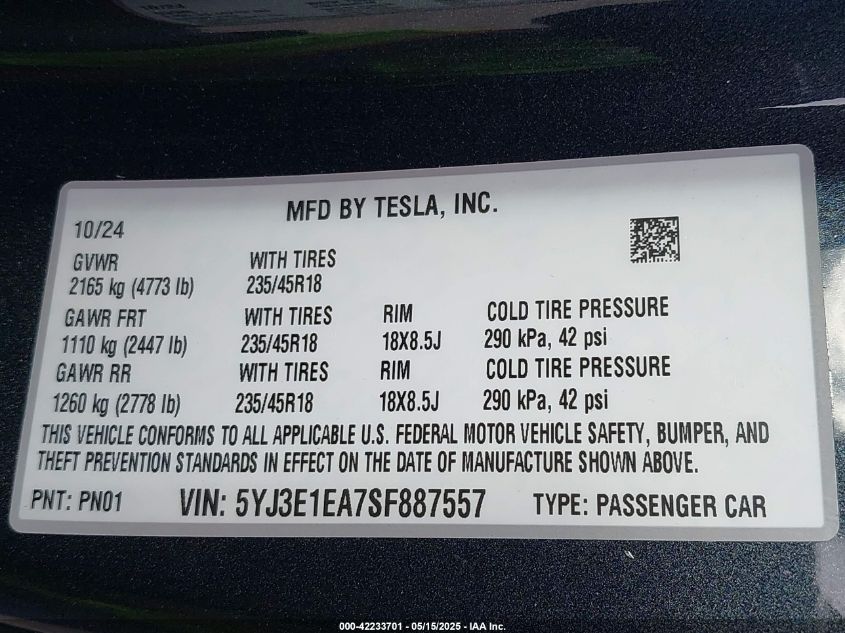 MFD BY TESLA, INC.
10/24
GVWR WITH TIRES
2165 kg (4773 lb) 235/45R18
GAWR FRT WITH TIRES RIM COLD TIRE PRESSURE
1110 kg (2447 lb) 235/45R18 18X8.5J 290 kPa, 42 psi
GAWR RR WITH TIRES RIM COLD TIRE PRESSURE
1260 kg (2778 lb) 235/45R18 18X8.5J 290 kPa, 42 psi
THIS VEHICLE CONFORMS TO ALL APPLICABLE U.S. FEDERAL MOTOR VEHICLE SAFETY, BUMPER, AND
THEFT PREVENTION STANDARDS IN EFFECT ON THE DATE OF MANUFACTURE SHOWN ABOVE.
PNT: PN01 VIN: 5YJ3E1EA7SF887557 TYPE: PASSENGER CAR
000-42233701 - 05/15/2025 - IAA Inc.